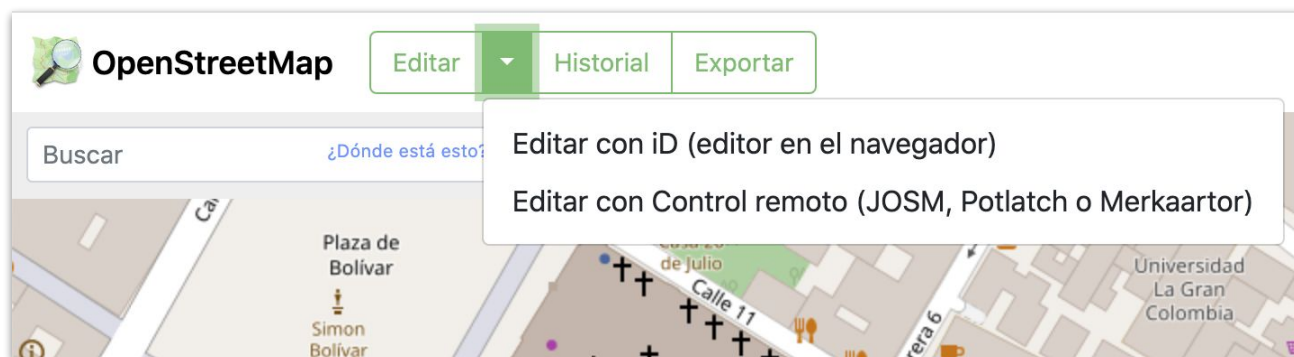 OpenStreetMap
Editar
Historial
Exportar
Buscar
¿Dónde está esto?
Editar con iD (editor en el navegador)
Editar con Control remoto (JOSM, Potlatch o Merkaartor)
Plaza de
Bolívar
Simon
Bolívar
de Julio
Calle 11
Universidad
La Gran
Colombia